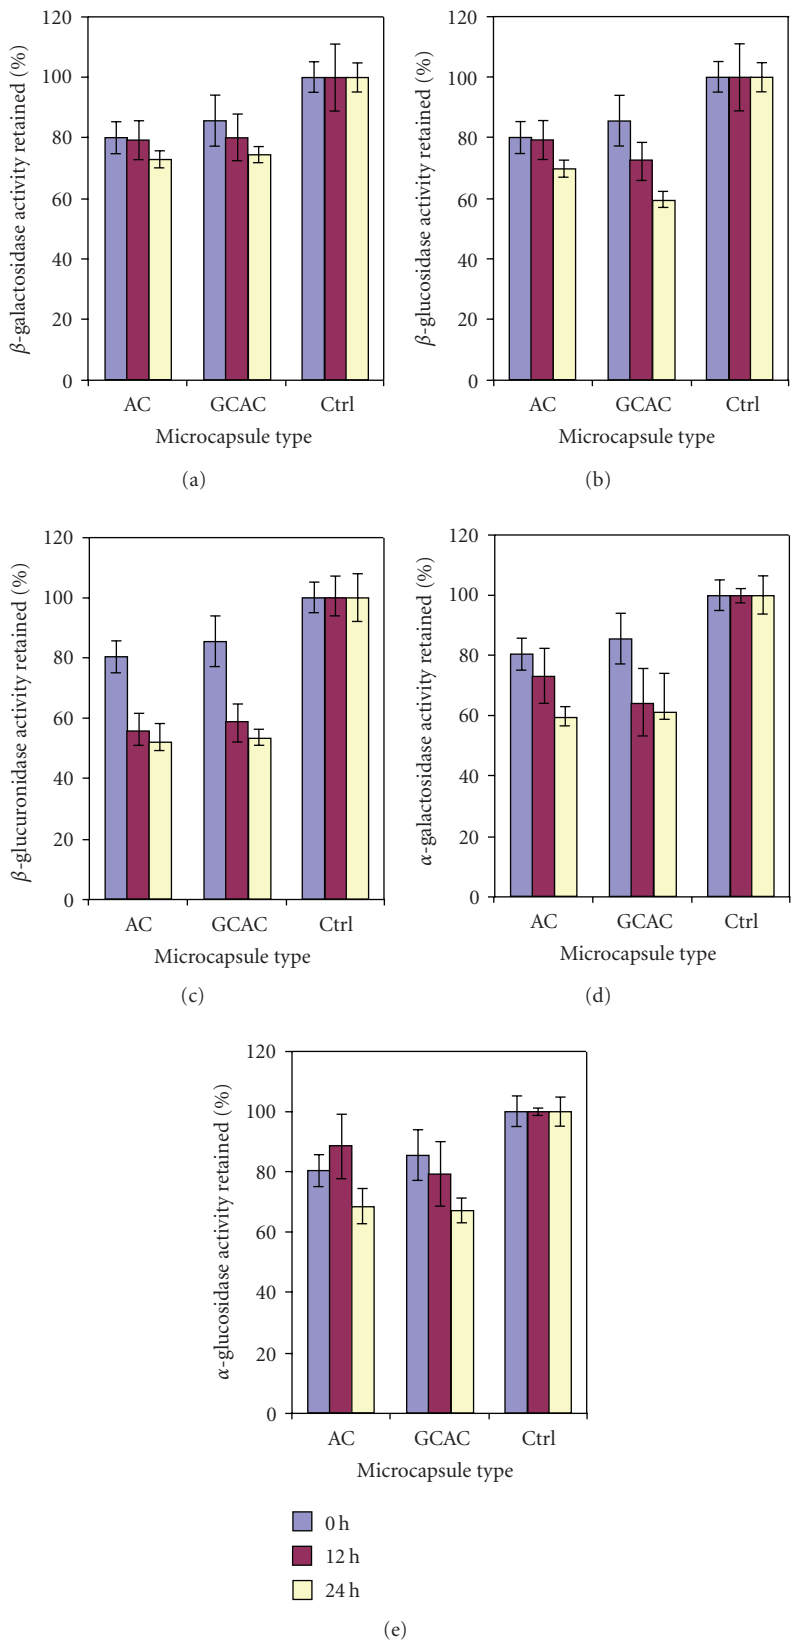 β-galactosidase activity retained (%)
120
100
80
60
40
20
0
AC GCAC Ctrl
Microcapsule type
(a)
β-glucosidase activity retained (%)
120
100
80
60
40
20
0
AC GCAC Ctrl
Microcapsule type
(b)
β-glucuronidase activity retained (%)
120
100
80
60
40
20
0
AC GCAC Ctrl
Microcapsule type
(c)
α-galactosidase activity retained (%)
120
100
80
60
40
20
0
AC GCAC Ctrl
Microcapsule type
(d)
α-glucosidase activity retained (%)
120
100
80
60
40
20
0
AC GCAC Ctrl
Microcapsule type
0 h
12 h
24 h
(e)